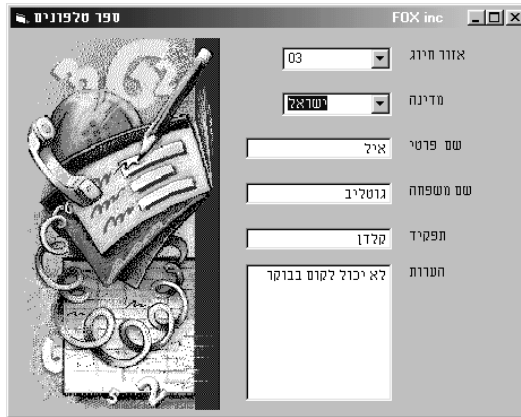 ספר טלפונים FOX inc
אזור חיוג 03
מדינה ישראל
שם פרטי איל
שם משפחה גוטליב
תפקיד קלדן
הערות לא יכול לקום בבוקר